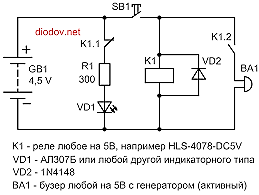 diodov.net
SB1
K1.1
K1
K1.2
GB1
4,5 V
R1
300
VD2
BA1
VD1
K1 - реле любое на 5В, например HLS-4078-DC5V
VD1 - АЛ307Б или любой другой индикаторного типа
VD2 - 1N4148
BA1 - бузер любой на 5В с генератором (активный)